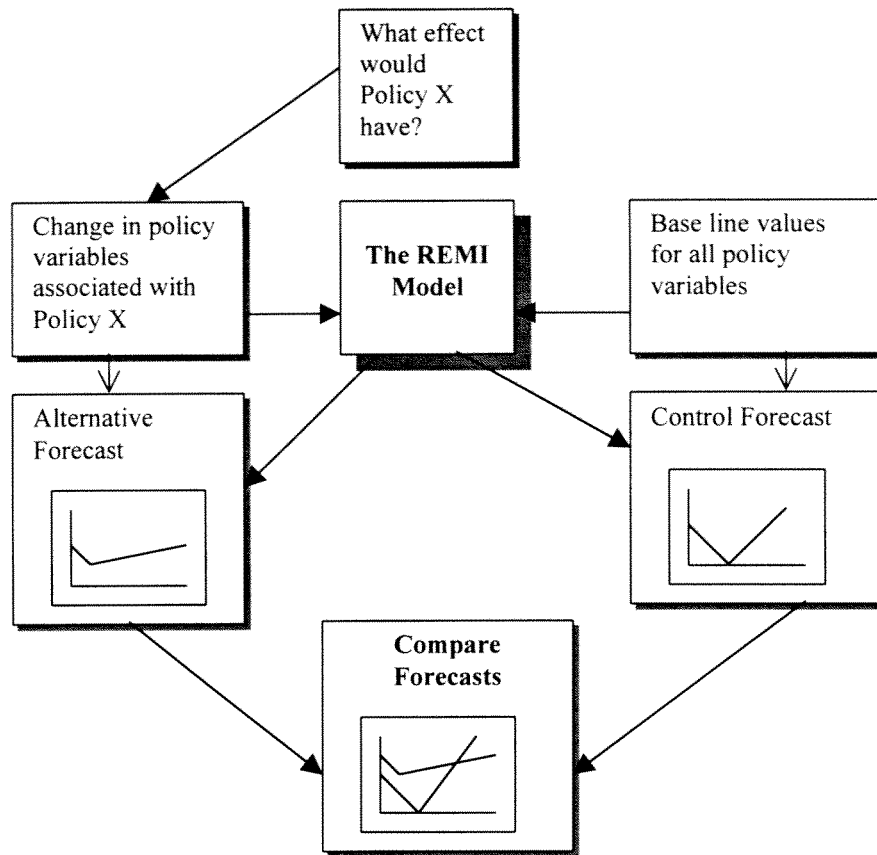 What effect
would
Policy X
have?
Change in policy
variables
associated with
Policy X
The REMI
Model
Base line values
for all policy
variables
Alternative
Forecast
Control Forecast
Compare
Forecasts